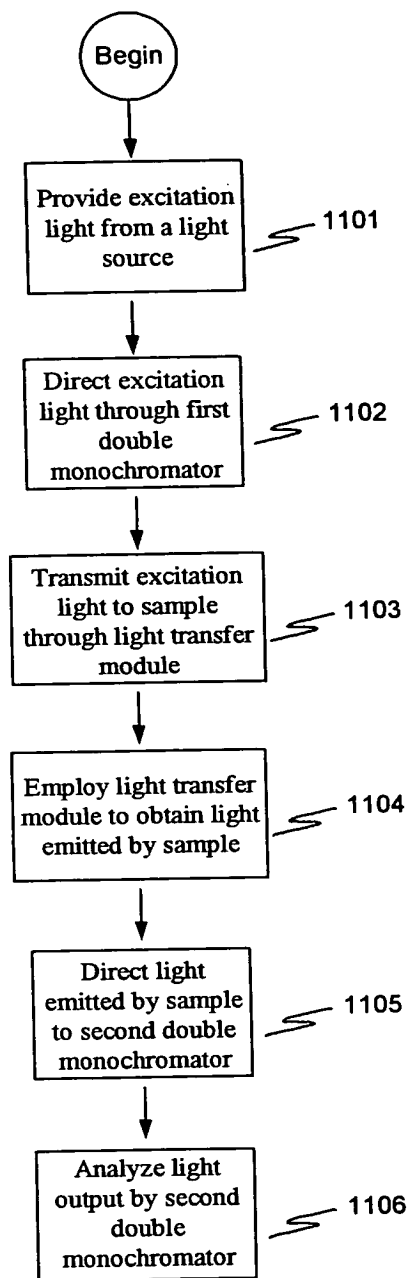 Begin
Provide excitation
light from a light
source
1101
Direct excitation
light through first
double
monochromator
1102
Transmit excitation
light to sample
through light transfer
module
1103
Employ light transfer
module to obtain light
emitted by sample
1104
Direct light
emitted by sample
to second double
monochromator
1105
Analyze light
output by second
double
monochromator
1106